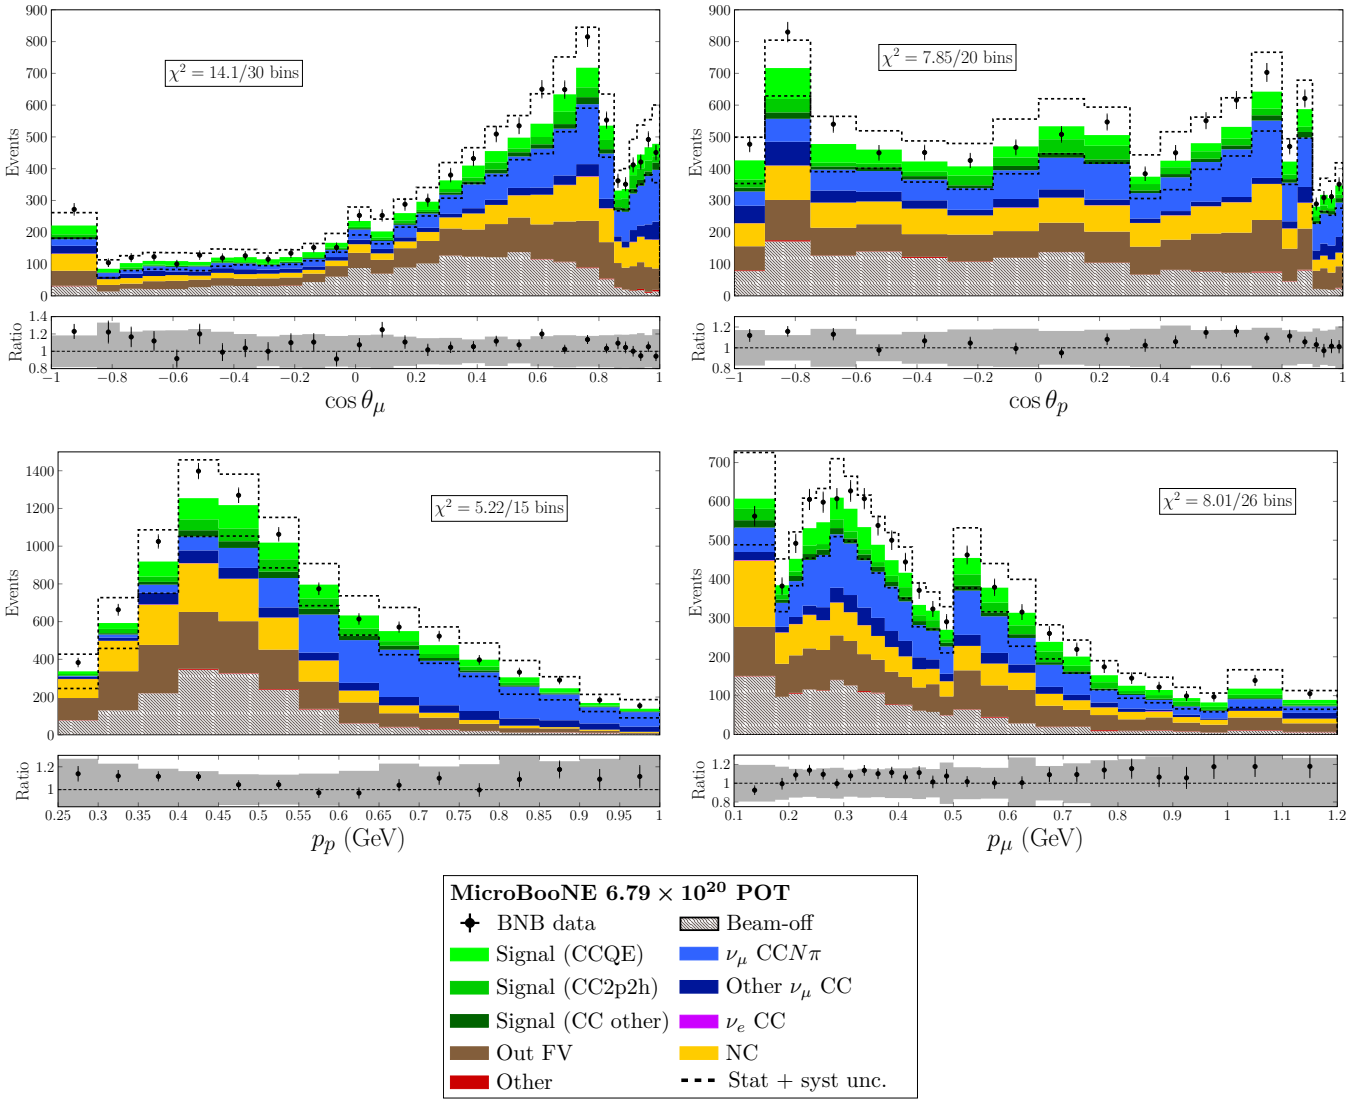 900
800
700
600
500
400
300
200
100
0
Events
χ² = 14.1/30 bins
1.4
1.2
1
0.8
Ratio
−1 −0.8 −0.6 −0.4 −0.2 0 0.2 0.4 0.6 0.8 1
cos θμ
900
800
700
600
500
400
300
200
100
0
Events
χ² = 7.85/20 bins
1.2
1
0.8
Ratio
−1 −0.8 −0.6 −0.4 −0.2 0 0.2 0.4 0.6 0.8 1
cos θp
1400
1200
1000
800
600
400
200
0
Events
χ² = 5.22/15 bins
1.2
1
Ratio
0.25 0.3 0.35 0.4 0.45 0.5 0.55 0.6 0.65 0.7 0.75 0.8 0.85 0.9 0.95 1
pp (GeV)
700
600
500
400
300
200
100
0
Events
χ² = 8.01/26 bins
1.2
1
0.8
Ratio
0.1 0.2 0.3 0.4 0.5 0.6 0.7 0.8 0.9 1 1.1 1.2
pμ (GeV)
MicroBooNE 6.79 × 10²⁰ POT
BNB data Beam-off
Signal (CCQE) νμ CCNπ
Signal (CC2p2h) Other νμ CC
Signal (CC other) νe CC
Out FV NC
Other Stat + syst unc.